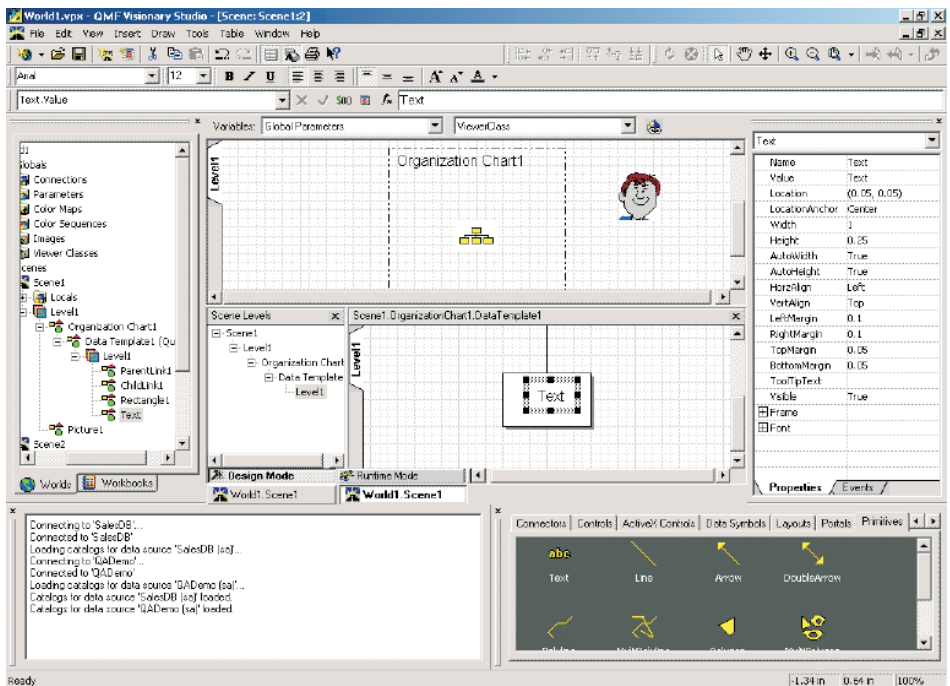 World1.vpx - QMF Visionary Studio - [Scene: Scene1:2]
File Edit View Insert Draw Tools Table Window Help
Arial 12 B I U
Text.Value Text
Variables: Global Parameters ViewerClass
d1
lobals
Connections
Parameters
Color Maps
Color Sequences
Images
Viewer Classes
cenes
Scene1
Locals
Level1
Organization Chart1
Data Template1 (Qu
Level1
ParentLink1
ChildLink1
Rectangle1
Text
Picture1
Scene2
Worlds Workbooks
Level1
Organization Chart1
Scene Levels
Scene1
Level1
Organization Chart
Data Template
Level1
Scene1.OrganizationChart1.DataTemplate1
Level1
Text
Design Mode Runtime Mode
World1.Scene1 World1.Scene1
Text
Name Text
Value Text
Location (0.05, 0.05)
LocationAnchor Center
Width 1
Height 0.25
AutoWidth True
AutoHeight True
HorzAlign Left
VertAlign Top
LeftMargin 0.1
RightMargin 0.1
TopMargin 0.05
BottomMargin 0.05
ToolTipText
Visible True
Frame
Font
Properties Events
Connecting to 'SalesDB'...
Connected to 'SalesDB'
Loading catalogs for data source 'SalesDB (sa)'...
Connecting to 'QADemo'...
Connected to 'QADemo'
Loading catalogs for data source 'QADemo (sa)'...
Catalogs for data source 'SalesDB (sa)' loaded.
Catalogs for data source 'QADemo (sa)' loaded.
Connectors Controls ActiveX Controls Data Symbols Layouts Portals Primitives
abc
Text Line Arrow DoubleArrow
Ready -1.34 in 0.64 in 100%